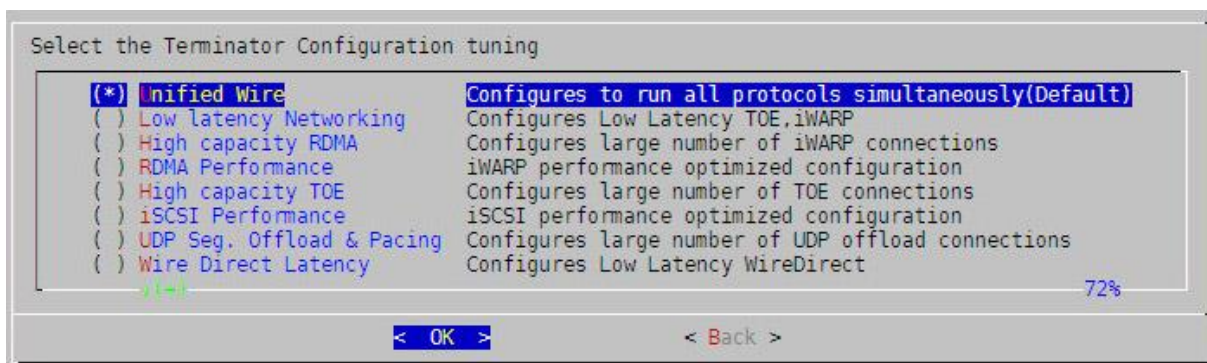 Select the Terminator Configuration tuning
(*) Unified Wire Configures to run all protocols simultaneously(Default)
( ) Low latency Networking Configures Low Latency TOE,iWARP
( ) High capacity RDMA Configures large number of iWARP connections
( ) RDMA Performance iWARP performance optimized configuration
( ) High capacity TOE Configures large number of TOE connections
( ) iSCSI Performance iSCSI performance optimized configuration
( ) UDP Seg. Offload & Pacing Configures large number of UDP offload connections
( ) Wire Direct Latency Configures Low Latency WireDirect
v(+) 72%
< OK > < Back >